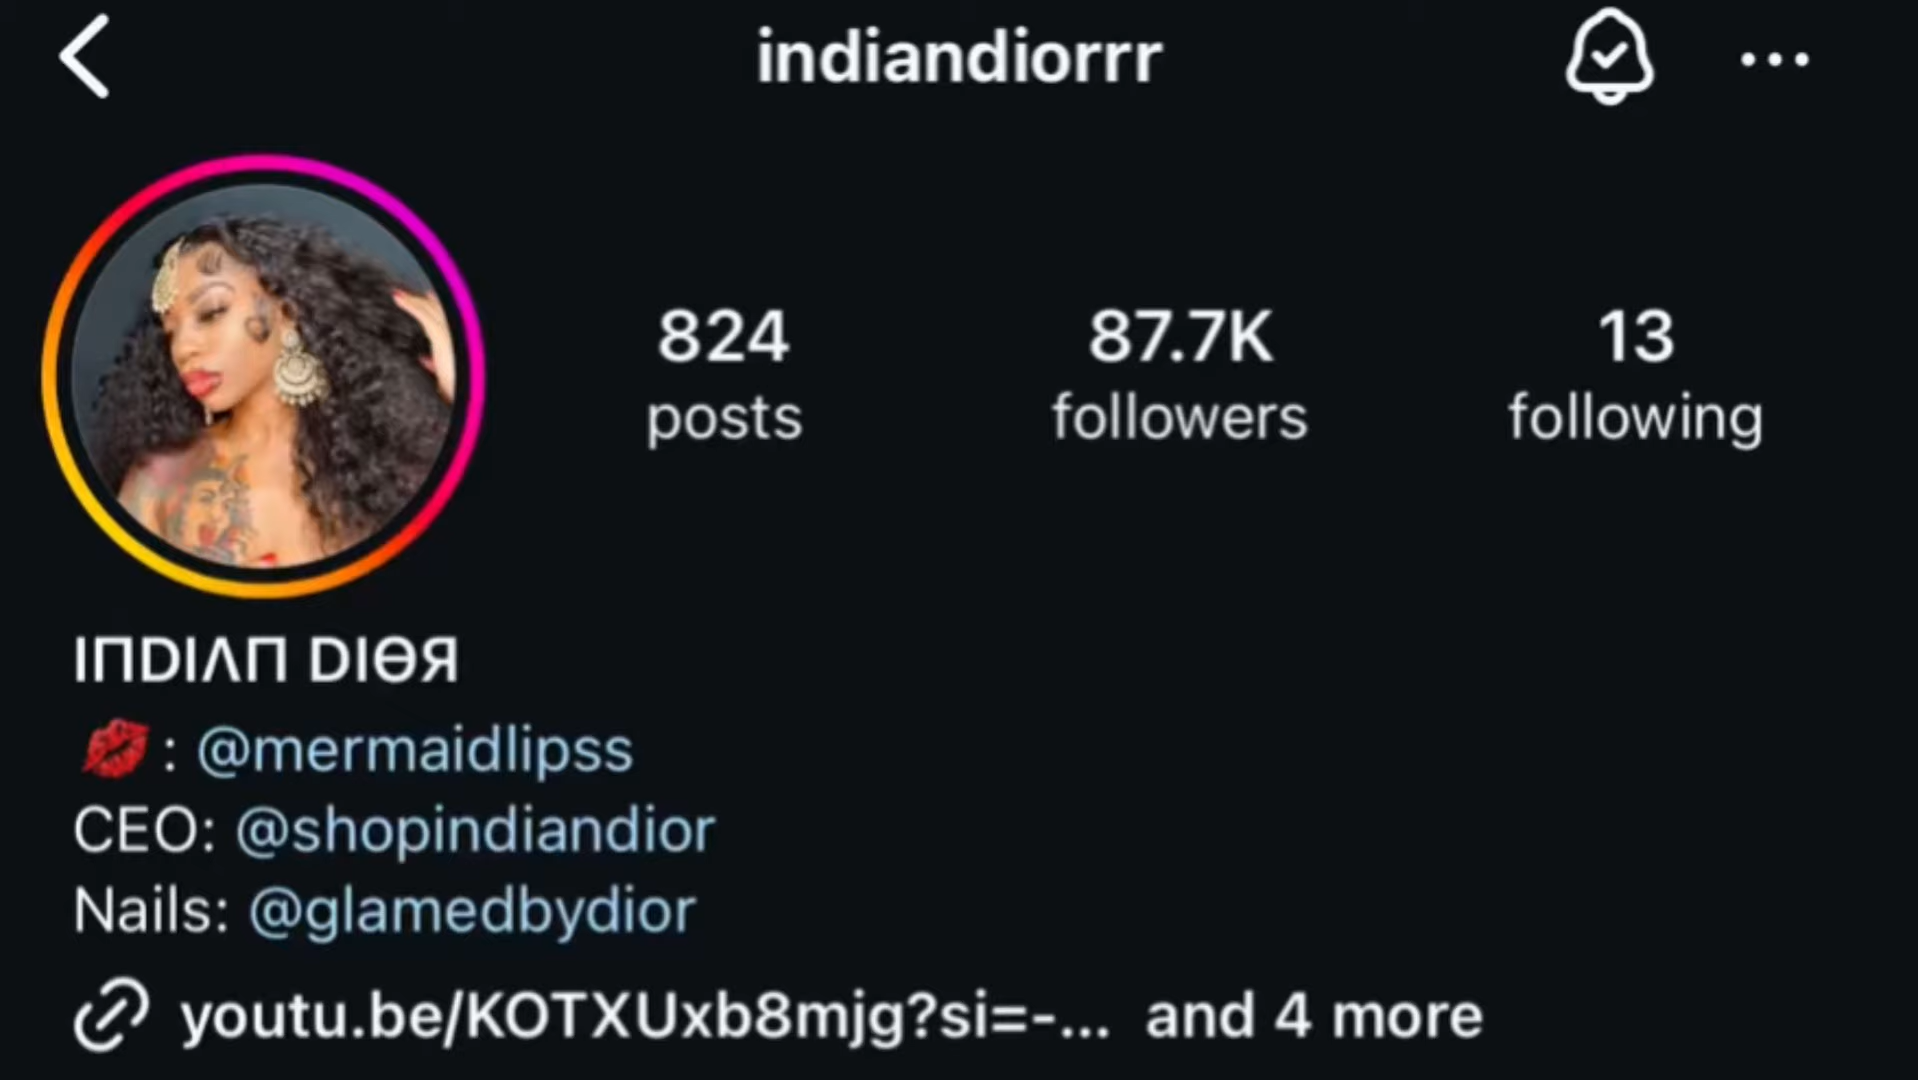 indiandiorrr
824 87.7K 13
posts followers following
IПDIΛП DIӨЯ
💋 : @mermaidlipss
CEO: @shopindiandior
Nails: @glamedbydior
youtu.be/KOTXUxb8mjg?si=-... and 4 more